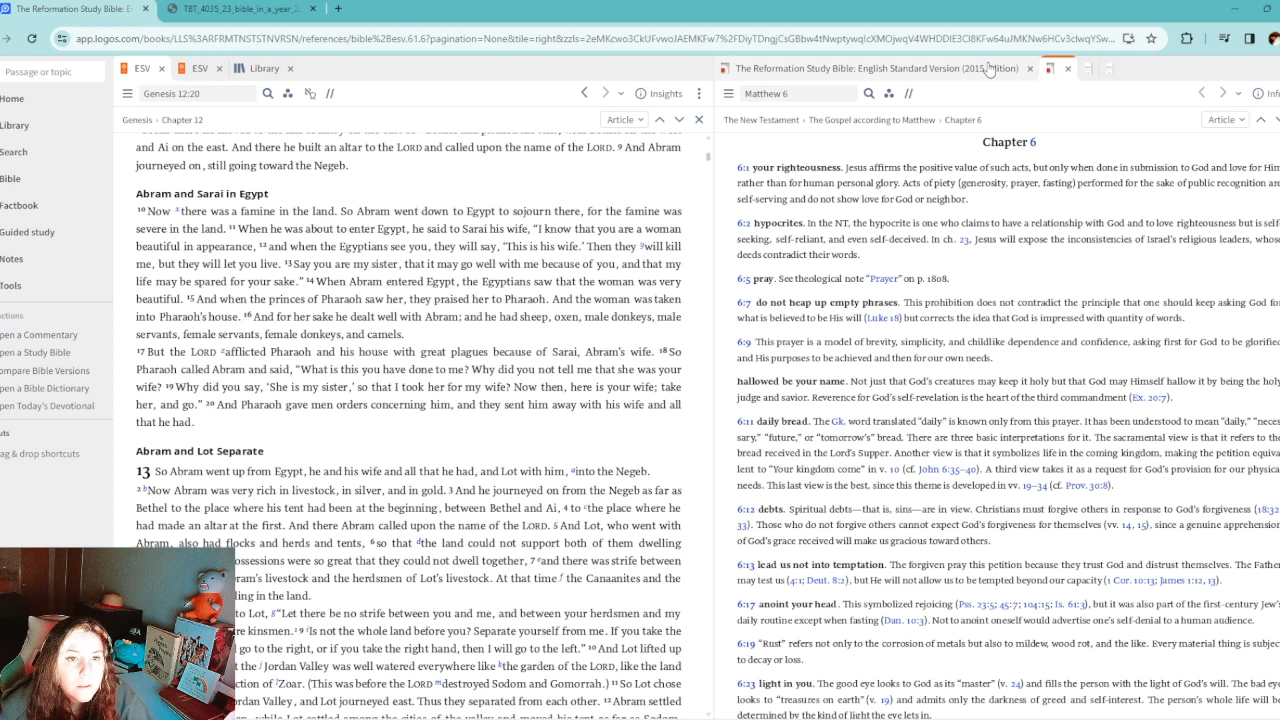 The Reformation Study Bible: E
TBT_4035_23_bible_in_a_year_2
app.logos.com/books/LLS%3ARFRMTNSTSTNVRSN/references/bible%2Besv.61.6?pagination=None&tile=right&zzls=2eMKcwo3CkUFvwoJAEMKFw7%2FDiyTDngjCsGBbw4tNwptywqIcXMOjwqV4WHDDIE3Cl8KFw64uJMKNw6HCv3cIwqYSw...
Passage or topic
ESV
ESV
Library
The Reformation Study Bible: English Standard Version (2015 Edition)
Genesis 12:20
Insights
Matthew 6
Info
Genesis › Chapter 12
Article
The New Testament › The Gospel according to Matthew › Chapter 6
Article
Home
Library
Search
Bible
Factbook
Guided study
Notes
Tools
ctions
pen a Commentary
pen a Study Bible
ompare Bible Versions
pen a Bible Dictionary
pen Today's Devotional
uts
ag & drop shortcuts
and Ai on the east. And there he built an altar to the LORD and called upon the name of the LORD. 9 And Abram
journeyed on, still going toward the Negeb.
Abram and Sarai in Egypt
10 Now x there was a famine in the land. So Abram went down to Egypt to sojourn there, for the famine was
severe in the land. 11 When he was about to enter Egypt, he said to Sarai his wife, “I know that you are a woman
beautiful in appearance, 12 and when the Egyptians see you, they will say, ‘This is his wife.’ Then they y will kill
me, but they will let you live. 13 Say you are my sister, that it may go well with me because of you, and that my
life may be spared for your sake.” 14 When Abram entered Egypt, the Egyptians saw that the woman was very
beautiful. 15 And when the princes of Pharaoh saw her, they praised her to Pharaoh. And the woman was taken
into Pharaoh’s house. 16 And for her sake he dealt well with Abram; and he had sheep, oxen, male donkeys, male
servants, female servants, female donkeys, and camels.
17 But the LORD z afflicted Pharaoh and his house with great plagues because of Sarai, Abram’s wife. 18 So
Pharaoh called Abram and said, “What is this you have done to me? Why did you not tell me that she was your
wife? 19 Why did you say, ‘She is my sister,’ so that I took her for my wife? Now then, here is your wife; take
her, and go.” 20 And Pharaoh gave men orders concerning him, and they sent him away with his wife and all
that he had.
Abram and Lot Separate
13 So Abram went up from Egypt, he and his wife and all that he had, and Lot with him, a into the Negeb.
2 b Now Abram was very rich in livestock, in silver, and in gold. 3 And he journeyed on from the Negeb as far as
Bethel to the place where his tent had been at the beginning, between Bethel and Ai, 4 to c the place where he
had made an altar at the first. And there Abram called upon the name of the LORD. 5 And Lot, who went with
Abram, also had flocks and herds and tents, 6 so that d the land could not support both of them dwelling
ossessions were so great that they could not dwell together, 7 e and there was strife between
bram’s livestock and the herdsmen of Lot’s livestock. At that time f the Canaanites and the
ling in the land.
to Lot, g “Let there be no strife between you and me, and between your herdsmen and my
re kinsmen. 1 9 i Is not the whole land before you? Separate yourself from me. If you take the
go to the right, or if you take the right hand, then I will go to the left.” 10 And Lot lifted up
t the j Jordan Valley was well watered everywhere like k the garden of the LORD, like the land
ction of l Zoar. (This was before the LORD m destroyed Sodom and Gomorrah.) 11 So Lot chose
rdan Valley, and Lot journeyed east. Thus they separated from each other. 12 Abram settled
Chapter 6
6:1 your righteousness. Jesus affirms the positive value of such acts, but only when done in submission to God and love for Him
rather than for human personal glory. Acts of piety (generosity, prayer, fasting) performed for the sake of public recognition are
self-serving and do not show love for God or neighbor.
6:2 hypocrites. In the NT, the hypocrite is one who claims to have a relationship with God and to love righteousness but is self-
seeking, self-reliant, and even self-deceived. In ch. 23, Jesus will expose the inconsistencies of Israel’s religious leaders, whose
deeds contradict their words.
6:5 pray. See theological note “Prayer” on p. 1808.
6:7 do not heap up empty phrases. This prohibition does not contradict the principle that one should keep asking God for
what is believed to be His will (Luke 18) but corrects the idea that God is impressed with quantity of words.
6:9 This prayer is a model of brevity, simplicity, and childlike dependence and confidence, asking first for God to be glorified
and His purposes to be achieved and then for our own needs.
hallowed be your name. Not just that God’s creatures may keep it holy but that God may Himself hallow it by being the holy
judge and savior. Reverence for God’s self-revelation is the heart of the third commandment (Ex. 20:7).
6:11 daily bread. The Gk. word translated “daily” is known only from this prayer. It has been understood to mean “daily,” “neces
sary,” “future,” or “tomorrow’s” bread. There are three basic interpretations for it. The sacramental view is that it refers to the
bread received in the Lord’s Supper. Another view is that it symbolizes life in the coming kingdom, making the petition equiva
lent to “Your kingdom come” in v. 10 (cf. John 6:35–40). A third view takes it as a request for God’s provision for our physica
needs. This last view is the best, since this theme is developed in vv. 19–34 (cf. Prov. 30:8).
6:12 debts. Spiritual debts—that is, sins—are in view. Christians must forgive others in response to God’s forgiveness (18:32
33). Those who do not forgive others cannot expect God’s forgiveness for themselves (vv. 14, 15), since a genuine apprehension
of God’s grace received will make us gracious toward others.
6:13 lead us not into temptation. The forgiven pray this petition because they trust God and distrust themselves. The Father
may test us (4:1; Deut. 8:2), but He will not allow us to be tempted beyond our capacity (1 Cor. 10:13; James 1:12, 13).
6:17 anoint your head. This symbolized rejoicing (Pss. 23:5; 45:7; 104:15; Is. 61:3), but it was also part of the first-century Jew’s
daily routine except when fasting (Dan. 10:3). Not to anoint oneself would advertise one’s self-denial to a human audience.
6:19 “Rust” refers not only to the corrosion of metals but also to mildew, wood rot, and the like. Every material thing is subjec
to decay or loss.
6:23 light in you. The good eye looks to God as its “master” (v. 24) and fills the person with the light of God’s will. The bad eye
looks to “treasures on earth” (v. 19) and admits only the darkness of greed and self-interest. The person’s whole life will be
determined by the kind of light the eye lets in.